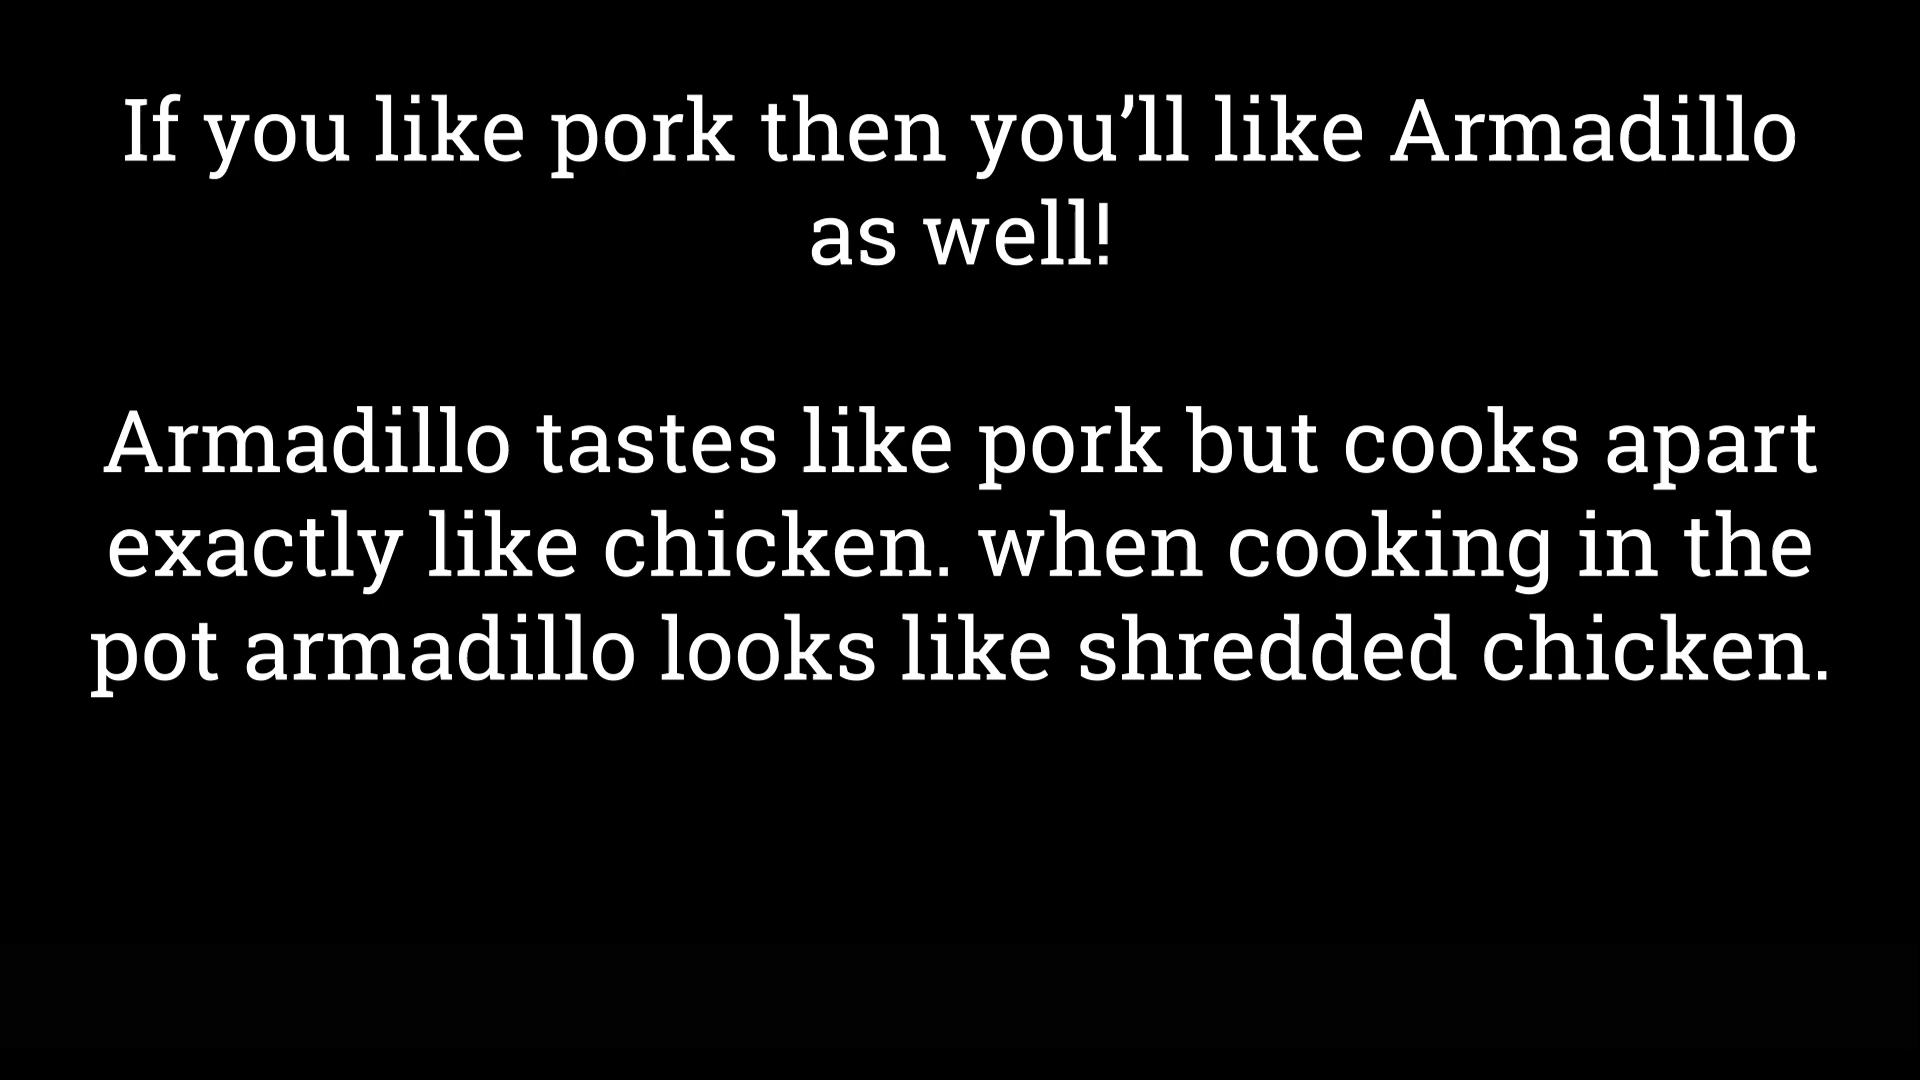 If you like pork then you’ll like Armadillo
as well!
Armadillo tastes like pork but cooks apart
exactly like chicken. when cooking in the
pot armadillo looks like shredded chicken.